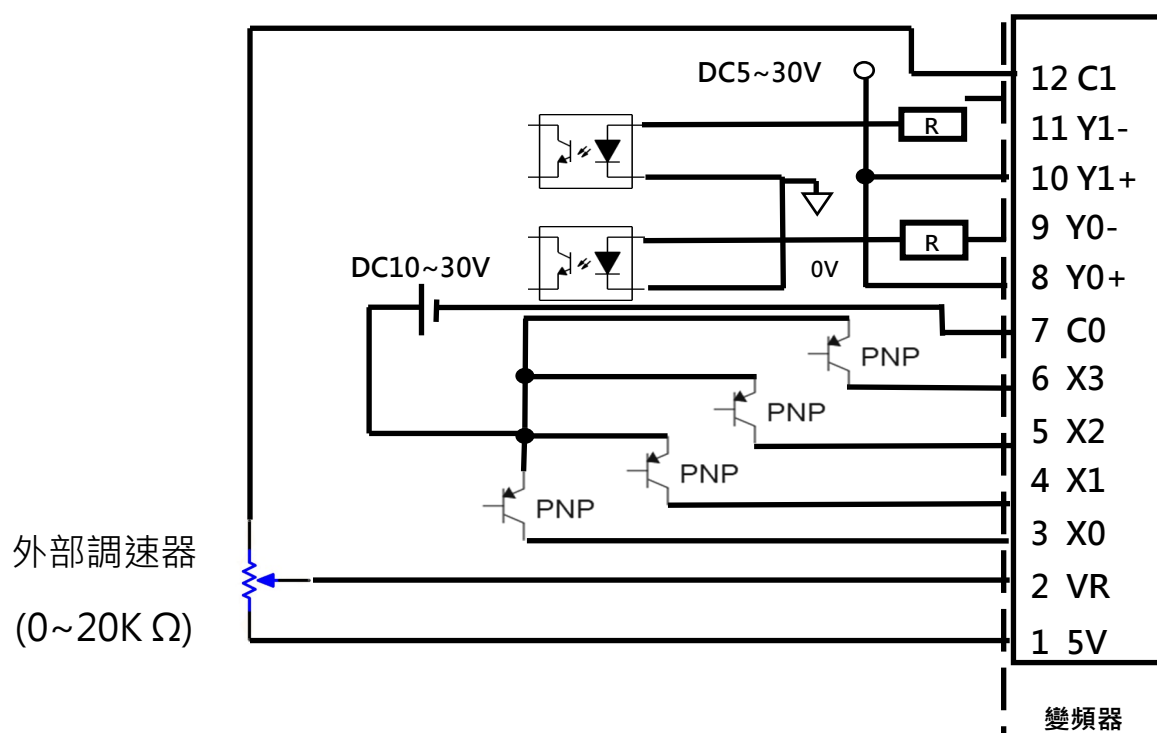 DC5~30V
12 C1
R
11 Y1-
10 Y1+
9 Y0-
R
DC10~30V
0V
8 Y0+
7 C0
PNP
6 X3
PNP
5 X2
PNP
4 X1
PNP
3 X0
外部調速器
(0~20K Ω)
2 VR
1 5V
變頻器